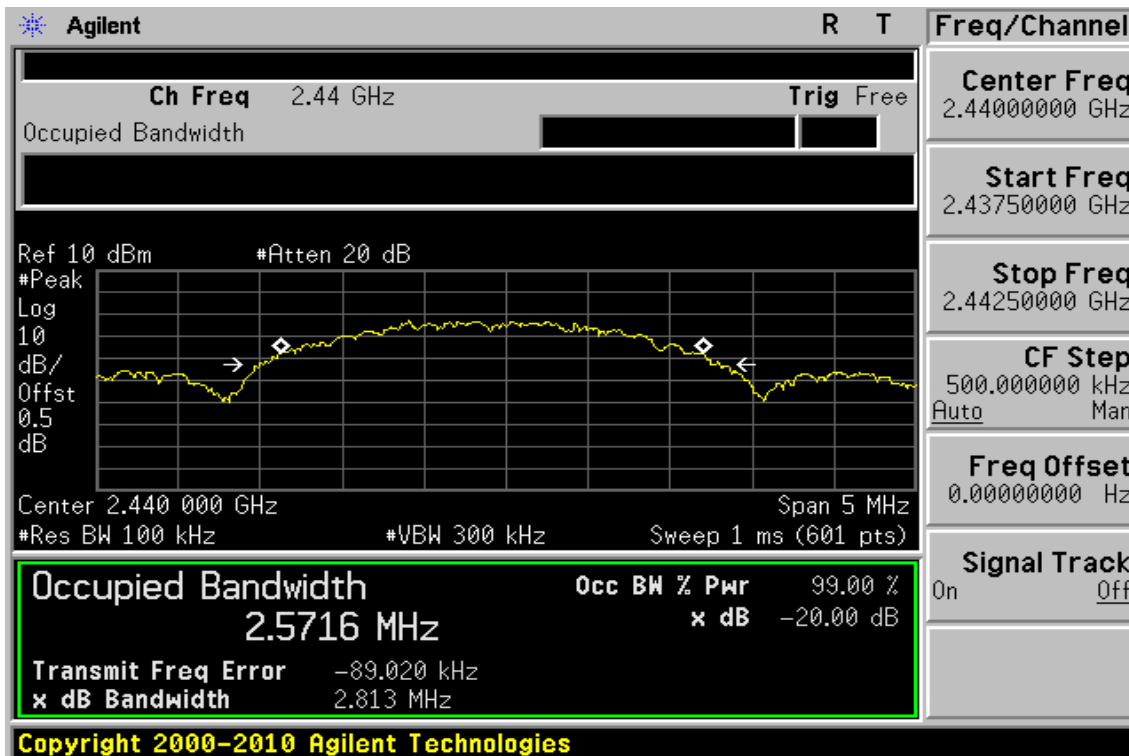 Agilent R T
Ch Freq 2.44 GHz Trig Free
Occupied Bandwidth
Ref 10 dBm #Atten 20 dB
#Peak
Log
10
dB/
Offst
0.5
dB
Center 2.440 000 GHz Span 5 MHz
#Res BW 100 kHz #VBW 300 kHz Sweep 1 ms (601 pts)
Occupied Bandwidth
2.5716 MHz
Occ BW % Pwr 99.00 %
x dB -20.00 dB
Transmit Freq Error -89.020 kHz
x dB Bandwidth 2.813 MHz
Copyright 2000-2010 Agilent Technologies
Freq/Channel
Center Freq
2.44000000 GHz
Start Freq
2.43750000 GHz
Stop Freq
2.44250000 GHz
CF Step
500.000000 kHz
Auto Man
Freq Offset
0.00000000 Hz
Signal Track
On Off